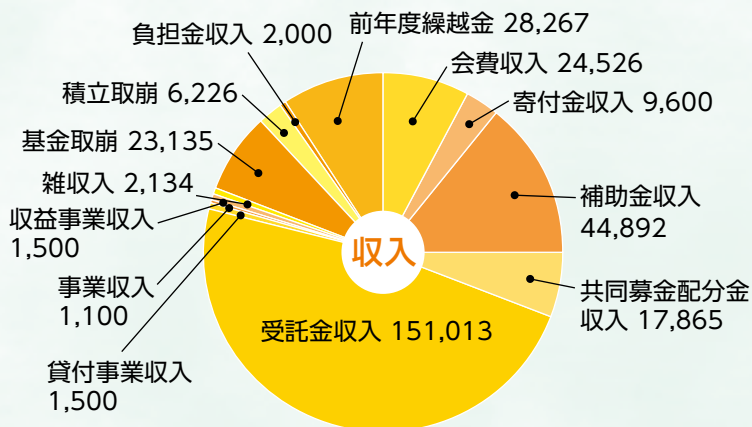 負担金収入 2,000
前年度繰越金 28,267
会費収入 24,526
積立取崩 6,226
寄付金収入 9,600
基金取崩 23,135
雑収入 2,134
補助金収入
44,892
収益事業収入
1,500
収入
事業収入
1,100
共同募金配分金
収入 17,865
受託金収入 151,013
貸付事業収入
1,500